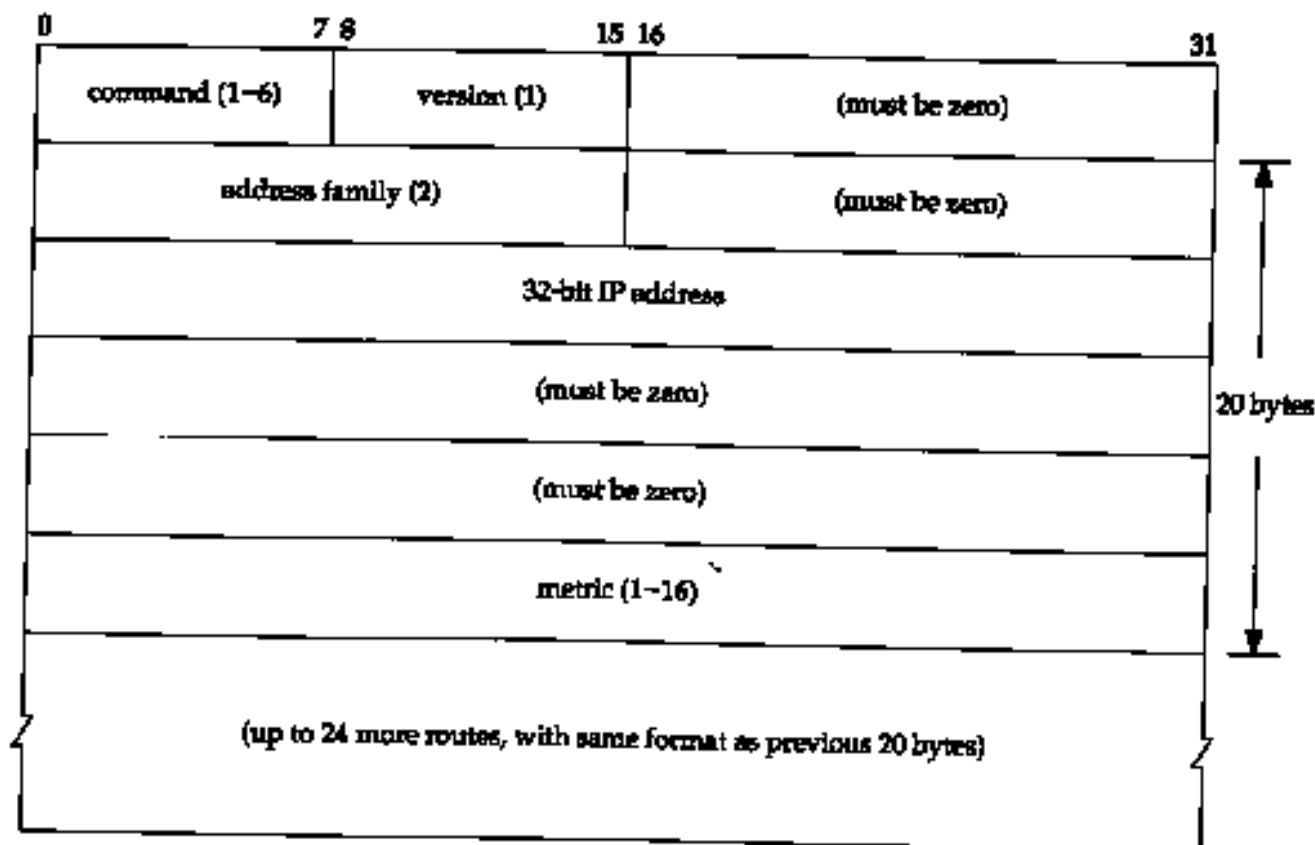 0 7 8 15 16 31
command (1-6) version (1) (must be zero)
address family (2) (must be zero)
32-bit IP address
(must be zero)
20 bytes
(must be zero)
metric (1-16)
(up to 24 more routes, with same format as previous 20 bytes)